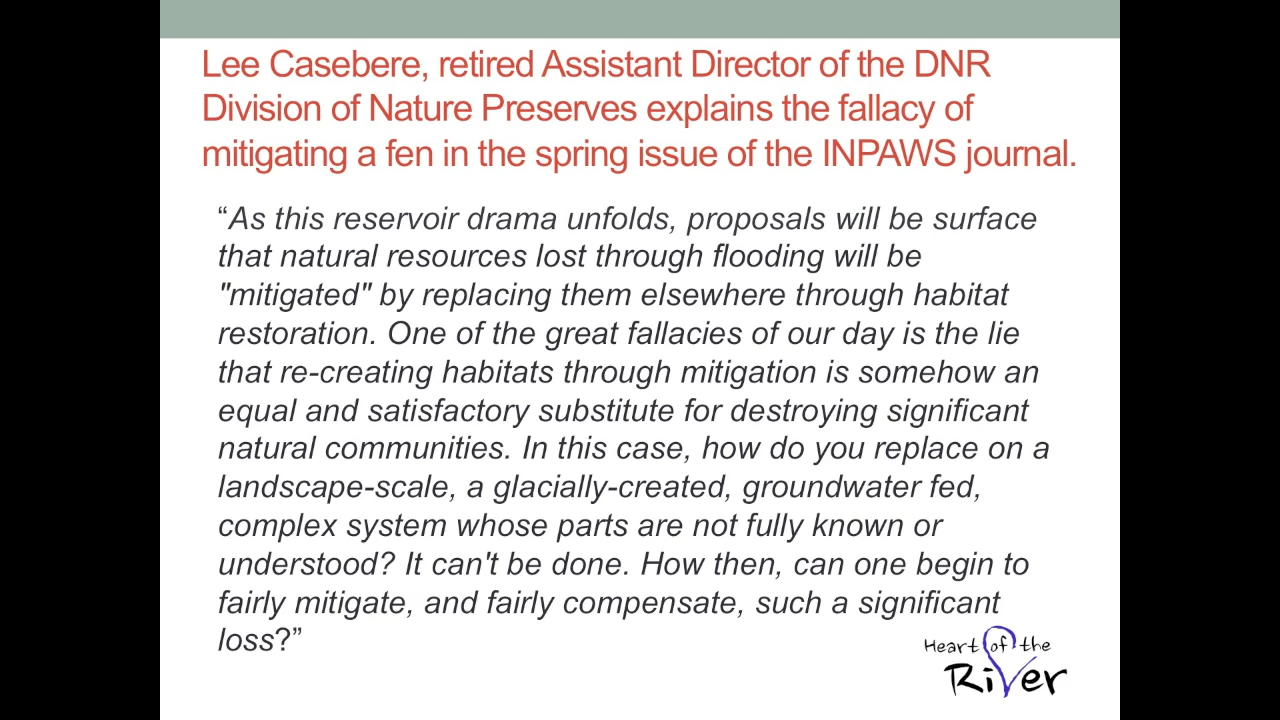 Lee Casebere, retired Assistant Director of the DNR
Division of Nature Preserves explains the fallacy of
mitigating a fen in the spring issue of the INPAWS journal.
“As this reservoir drama unfolds, proposals will be surface
that natural resources lost through flooding will be
"mitigated" by replacing them elsewhere through habitat
restoration. One of the great fallacies of our day is the lie
that re-creating habitats through mitigation is somehow an
equal and satisfactory substitute for destroying significant
natural communities. In this case, how do you replace on a
landscape-scale, a glacially-created, groundwater fed,
complex system whose parts are not fully known or
understood? It can't be done. How then, can one begin to
fairly mitigate, and fairly compensate, such a significant
loss?”
Heart of the
River